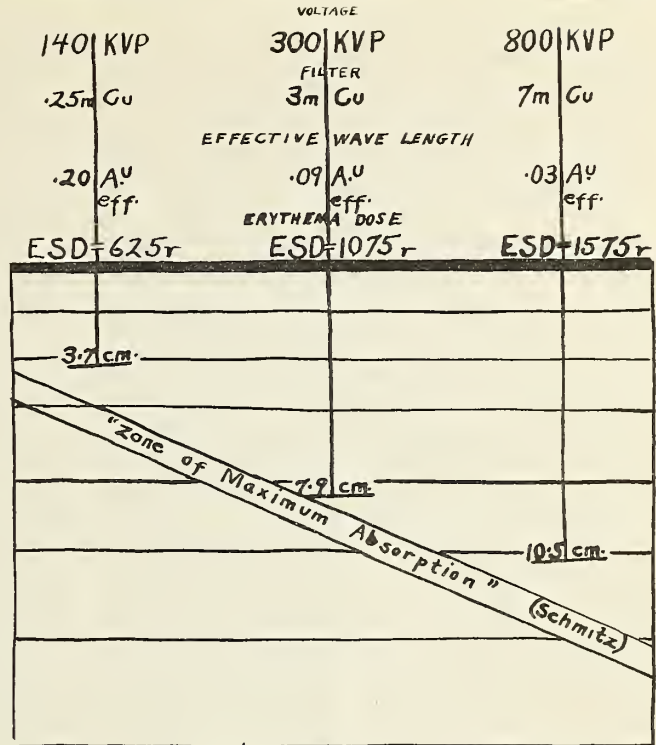 VOLTAGE
140 KVP 300 KVP 800 KVP
FILTER
.25m Cu 3m Cu 7m Cu
EFFECTIVE WAVE LENGTH
.20 A.U .09 A.U .03 A.U
eff. eff. eff.
ERYTHEMA DOSE
ESD=625r ESD=1075r ESD=1575r
3.7 cm.
7.9 cm.
10.5 cm.
"Zone of Maximum Absorption" (Schmitz)